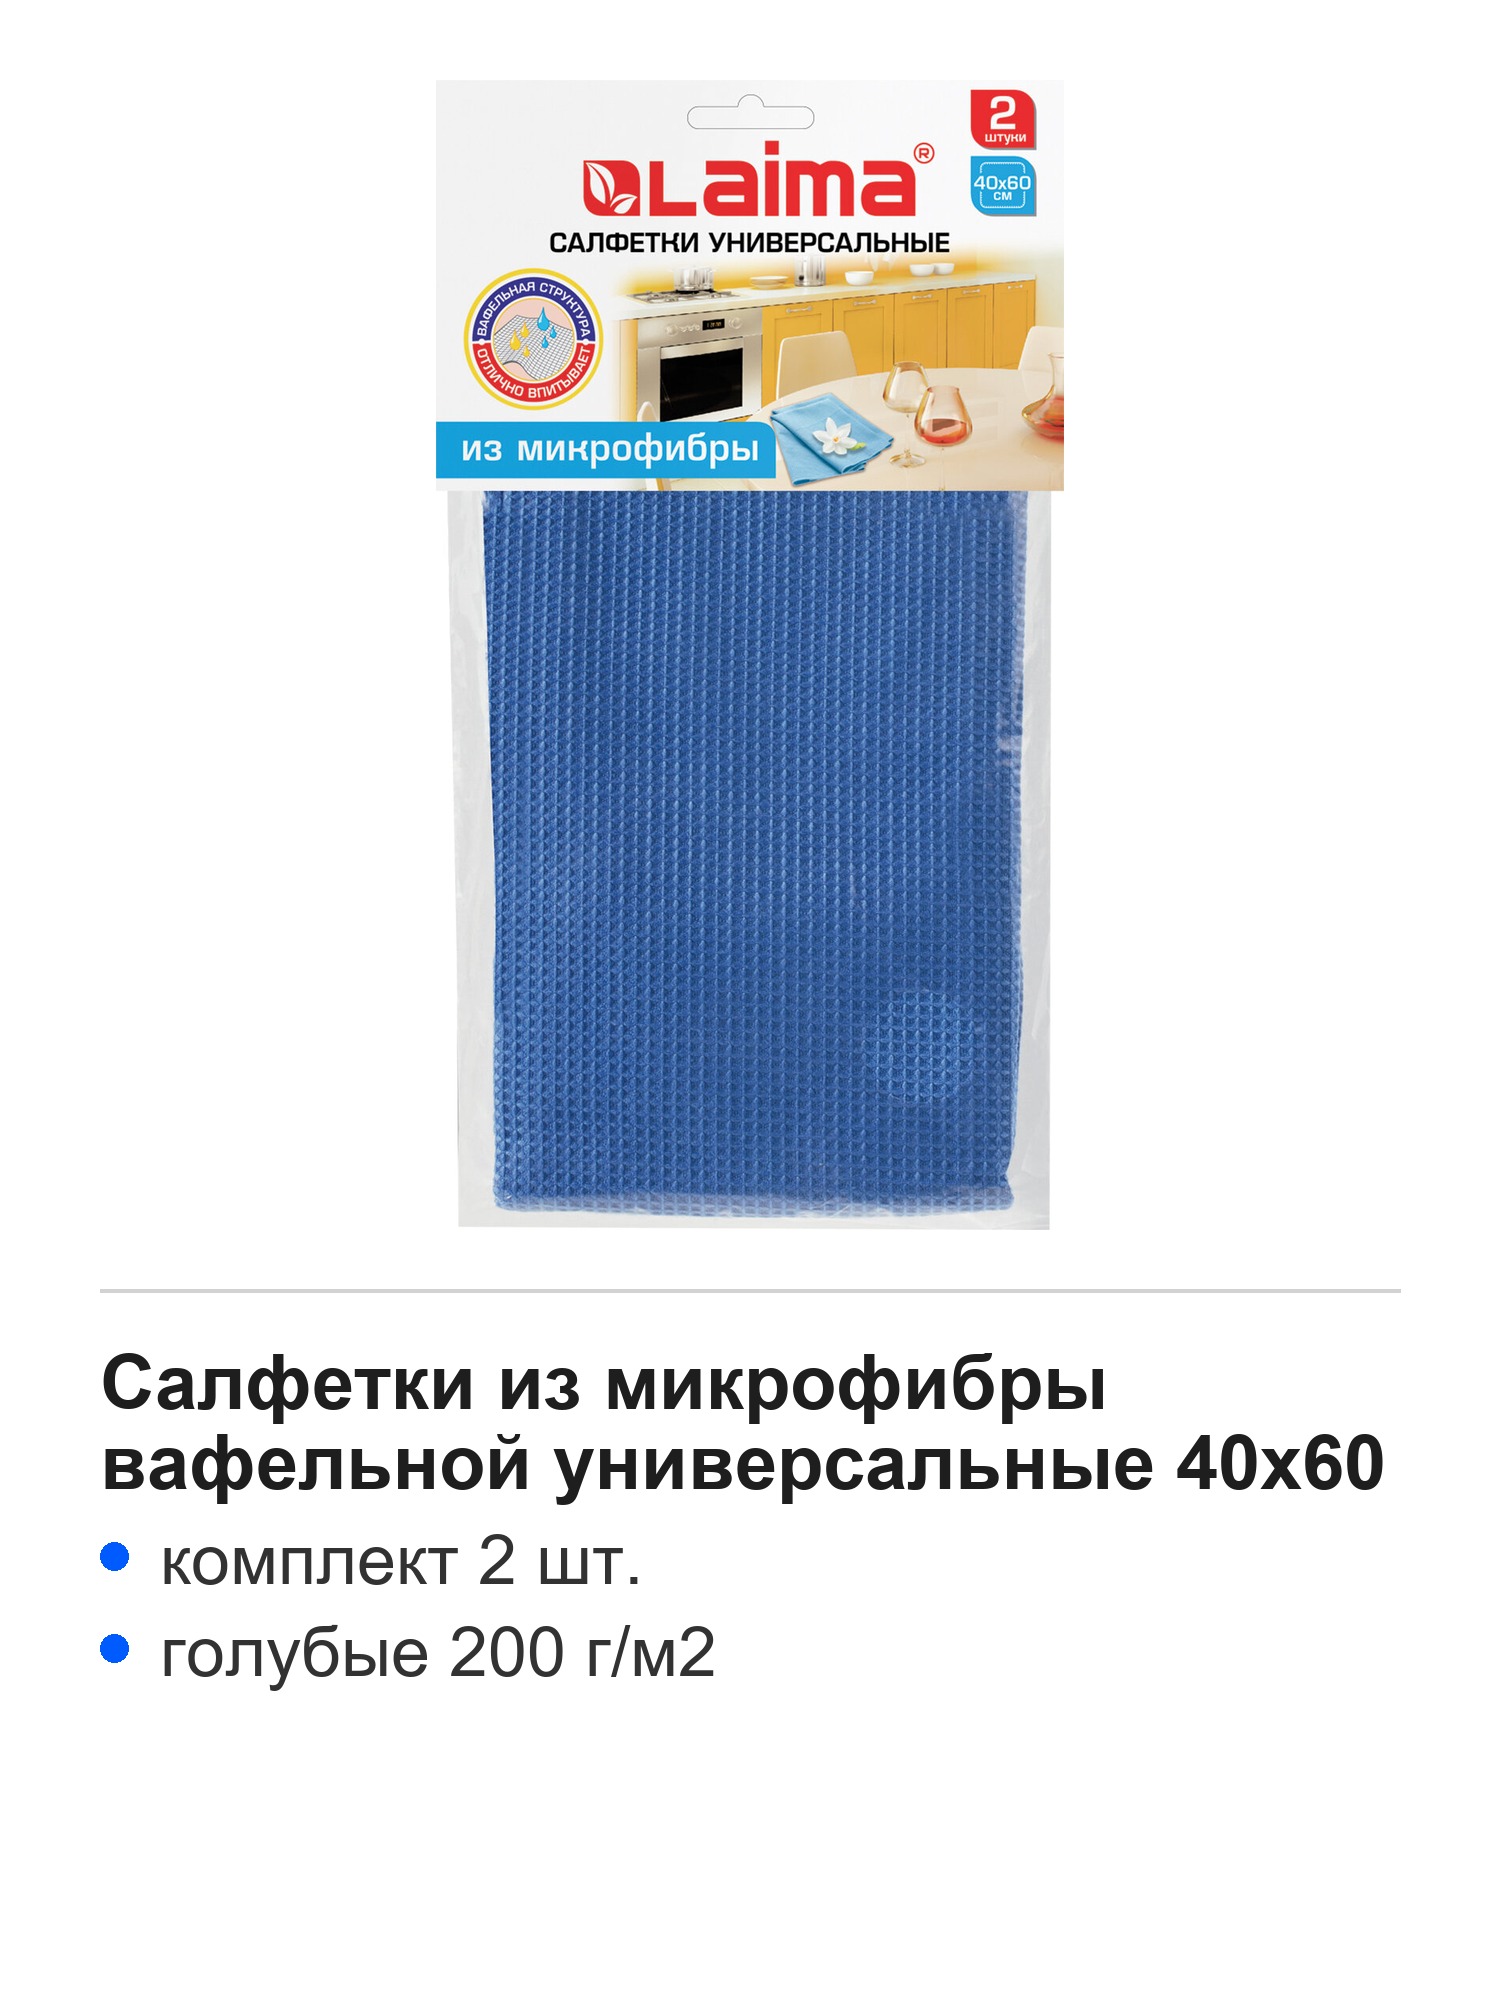 2
штуки
40х60
см
Laima®
САЛФЕТКИ УНИВЕРСАЛЬНЫЕ
ВАФЕЛЬНАЯ СТРУКТУРА
ОТЛИЧНО ВПИТЫВАЕТ
из микрофибры
Салфетки из микрофибры
вафельной универсальные 40х60
комплект 2 шт.
голубые 200 г/м2